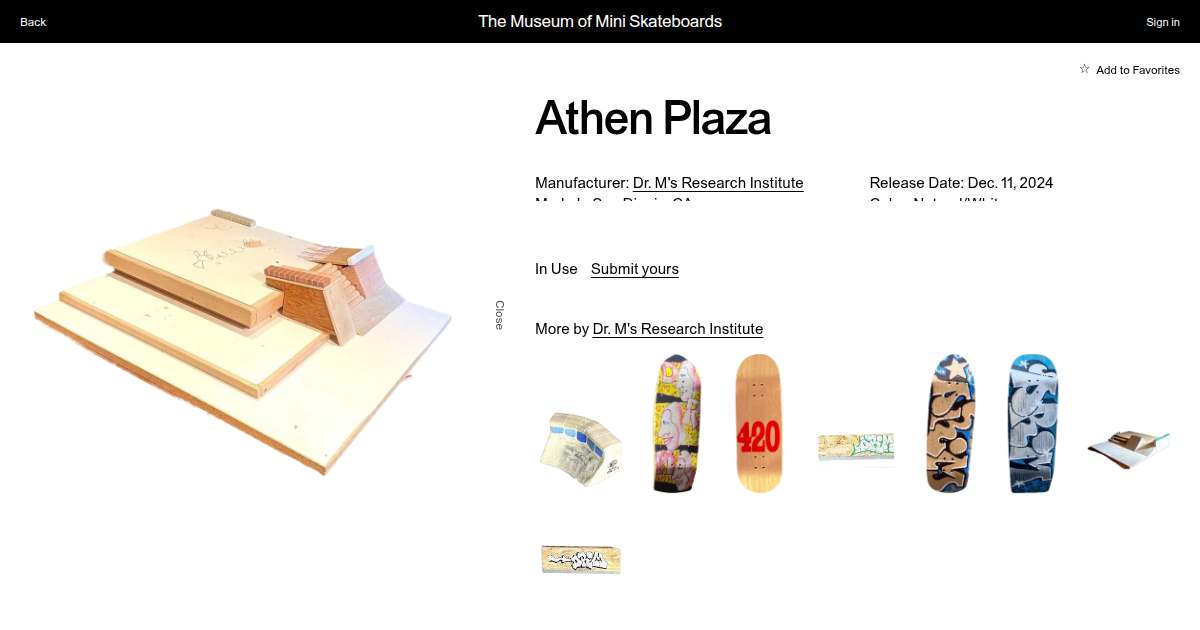 Back
The Museum of Mini Skateboards
Sign in
☆ Add to Favorites
Athen Plaza
Manufacturer: Dr. M's Research Institute
Release Date: Dec. 11, 2024
In Use
Submit yours
Close
More by Dr. M's Research Institute
420